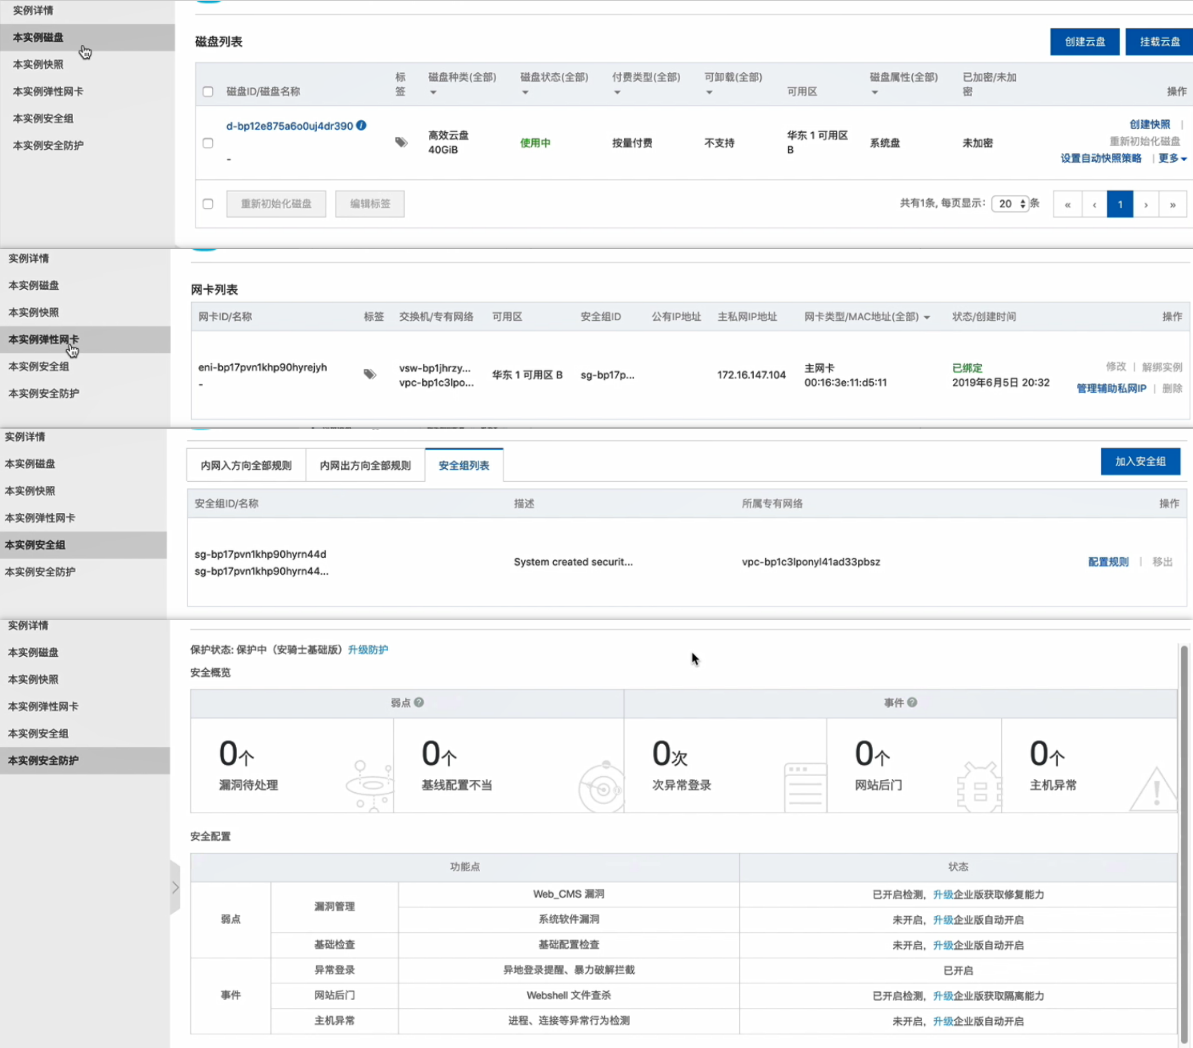 实例详情
本实例磁盘
本实例快照
本实例弹性网卡
本实例安全组
本实例安全防护
磁盘列表
创建云盘
挂载云盘
磁盘ID/磁盘名称
标签
磁盘种类(全部)
磁盘状态(全部)
付费类型(全部)
可卸载(全部)
可用区
磁盘属性(全部)
已加密/未加密
操作
d-bp12e875a6o0uj4dr390
-
高效云盘
40GiB
使用中
按量付费
不支持
华东 1 可用区 B
系统盘
未加密
创建快照 |
重新初始化磁盘
设置自动快照策略 | 更多
重新初始化磁盘
编辑标签
共有1条, 每页显示: 20 条
« ‹ 1 › »
实例详情
本实例磁盘
本实例快照
本实例弹性网卡
本实例安全组
本实例安全防护
网卡列表
网卡ID/名称
标签
交换机/专有网络
可用区
安全组ID
公有IP地址
主私网IP地址
网卡类型/MAC地址(全部)
状态/创建时间
操作
eni-bp17pvn1khp90hyrejyh
-
vsw-bp1jhrzy...
vpc-bp1c3lpo...
华东 1 可用区 B
sg-bp17p...
172.16.147.104
主网卡
00:16:3e:11:d5:11
已绑定
2019年6月5日 20:32
修改 | 解绑实例
管理辅助私网IP | 删除
实例详情
本实例磁盘
本实例快照
本实例弹性网卡
本实例安全组
本实例安全防护
内网入方向全部规则
内网出方向全部规则
安全组列表
加入安全组
安全组ID/名称
描述
所属专有网络
操作
sg-bp17pvn1khp90hyrn44d
sg-bp17pvn1khp90hyrn44...
System created securit...
vpc-bp1c3lponyl41ad33pbsz
配置规则 | 移出
实例详情
本实例磁盘
本实例快照
本实例弹性网卡
本实例安全组
本实例安全防护
保护状态: 保护中（安骑士基础版）升级防护
安全概览
弱点
事件
0个
漏洞待处理
0个
基线配置不当
0次
次异常登录
0个
网站后门
0个
主机异常
安全配置
功能点
状态
弱点
漏洞管理
Web_CMS 漏洞
已开启检测，升级企业版获取修复能力
系统软件漏洞
未开启，升级企业版自动开启
基础检查
基础配置检查
未开启，升级企业版自动开启
事件
异常登录
异地登录提醒、暴力破解拦截
已开启
网站后门
Webshell 文件查杀
已开启检测，升级企业版获取隔离能力
主机异常
进程、连接等异常行为检测
未开启，升级企业版自动开启